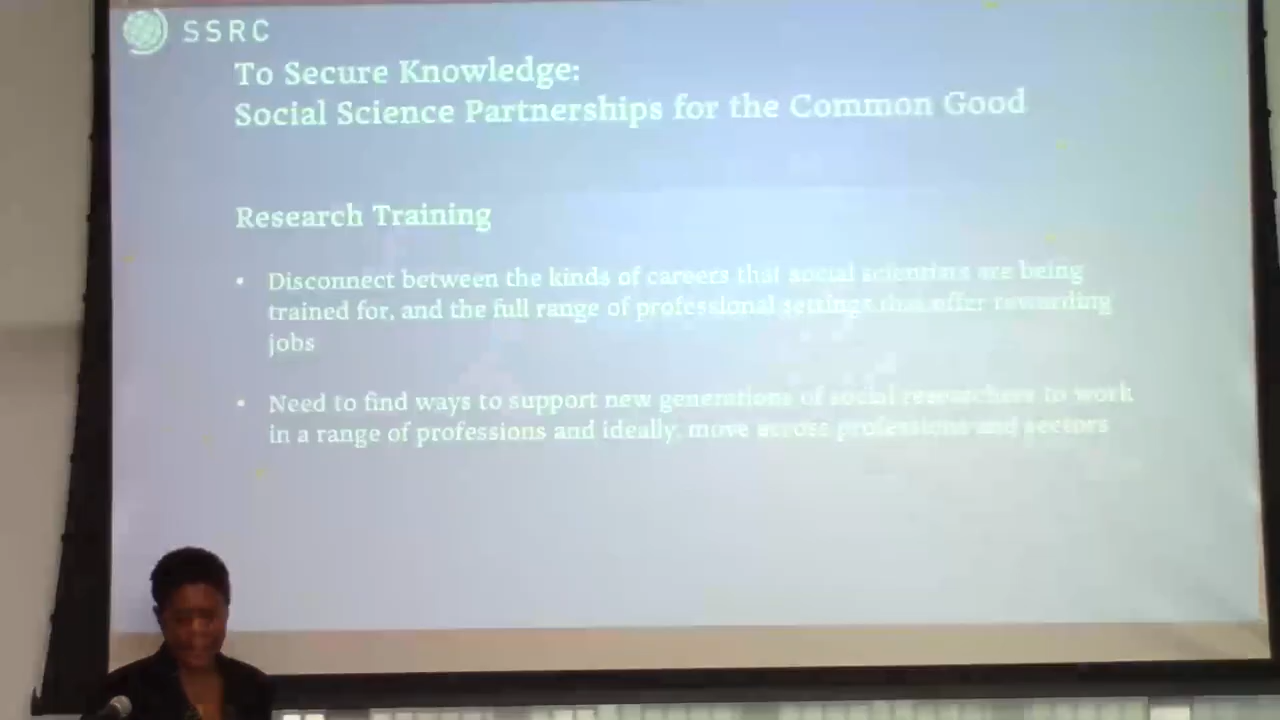 SSRC
To Secure Knowledge:
Social Science Partnerships for the Common Good
Research Training
• Disconnect between the kinds of careers that social scientists are being
trained for, and the full range of professional settings that offer rewarding
jobs
• Need to find ways to support new generations of social researchers to work
in a range of professions and ideally, move across professions and sectors